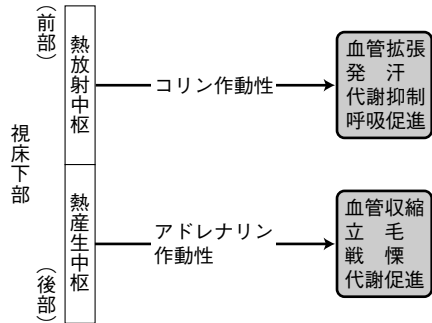 視床下部
（前部）
熱放射中枢
コリン作動性
血管拡張
発　汗
代謝抑制
呼吸促進
（後部）
熱産生中枢
アドレナリン
作動性
血管収縮
立　毛
戦　慄
代謝促進